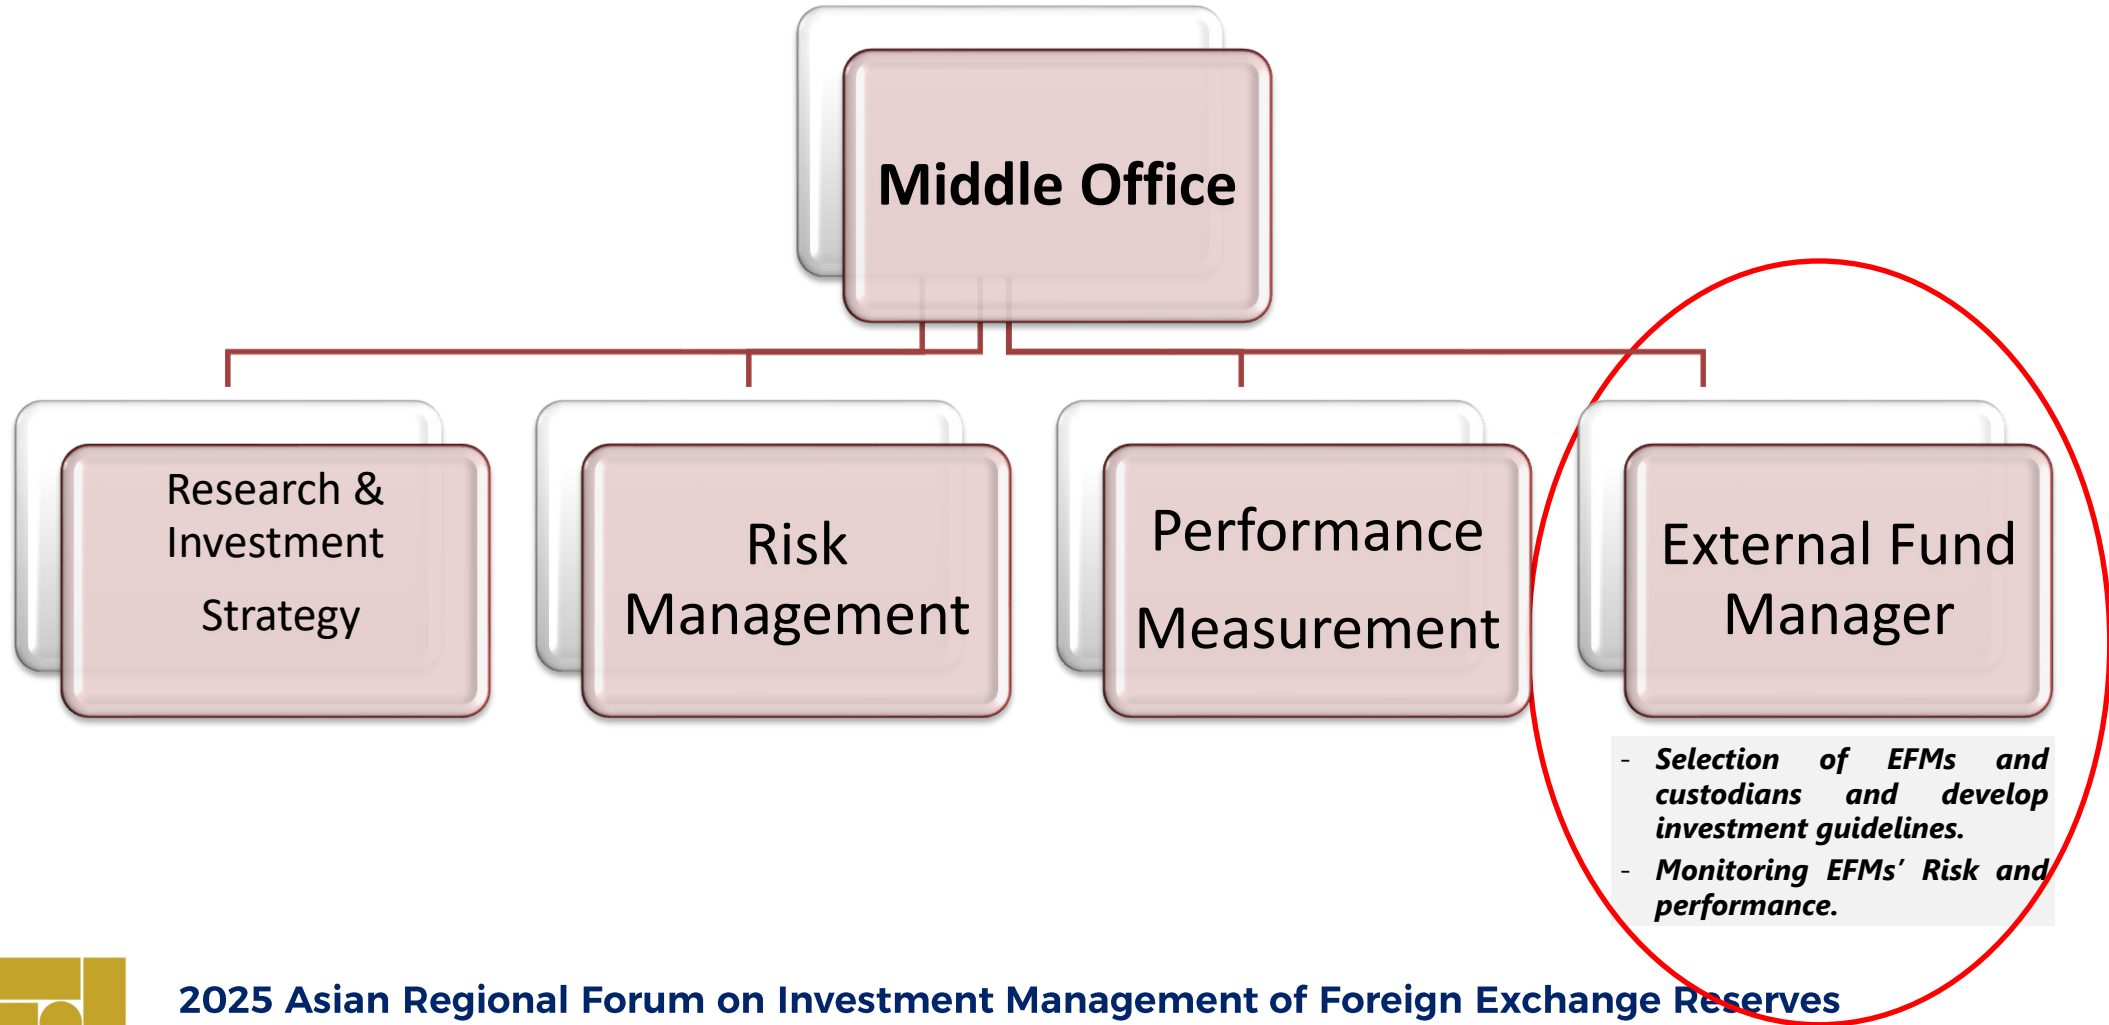 Middle Office
Research &
Investment
Strategy
Risk
Management
Performance
Measurement
External Fund
Manager
- Selection of EFMs and
custodians and develop
investment guidelines.
- Monitoring EFMs’ Risk and
performance.
2025 Asian Regional Forum on Investment Management of Foreign Exchange Reserves